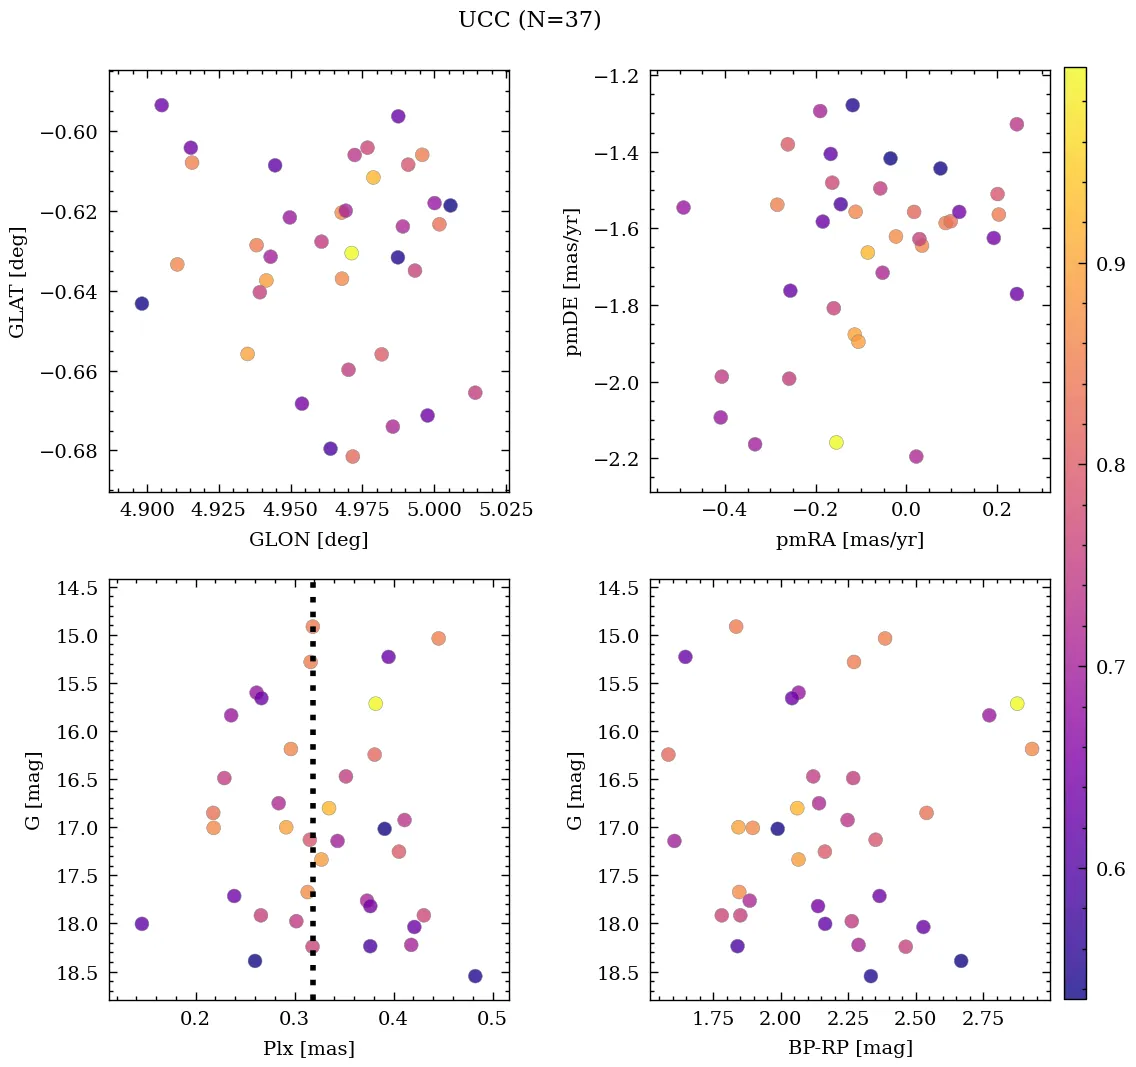 UCC (N=37)
−0.60
−0.62
−0.64
−0.66
−0.68
GLAT [deg]
4.900 4.925 4.950 4.975 5.000 5.025
GLON [deg]
−1.2
−1.4
−1.6
−1.8
−2.0
−2.2
pmDE [mas/yr]
−0.4 −0.2 0.0 0.2
pmRA [mas/yr]
14.5
15.0
15.5
16.0
16.5
17.0
17.5
18.0
18.5
G [mag]
0.2 0.3 0.4 0.5
Plx [mas]
14.5
15.0
15.5
16.0
16.5
17.0
17.5
18.0
18.5
G [mag]
1.75 2.00 2.25 2.50 2.75
BP-RP [mag]
0.9
0.8
0.7
0.6